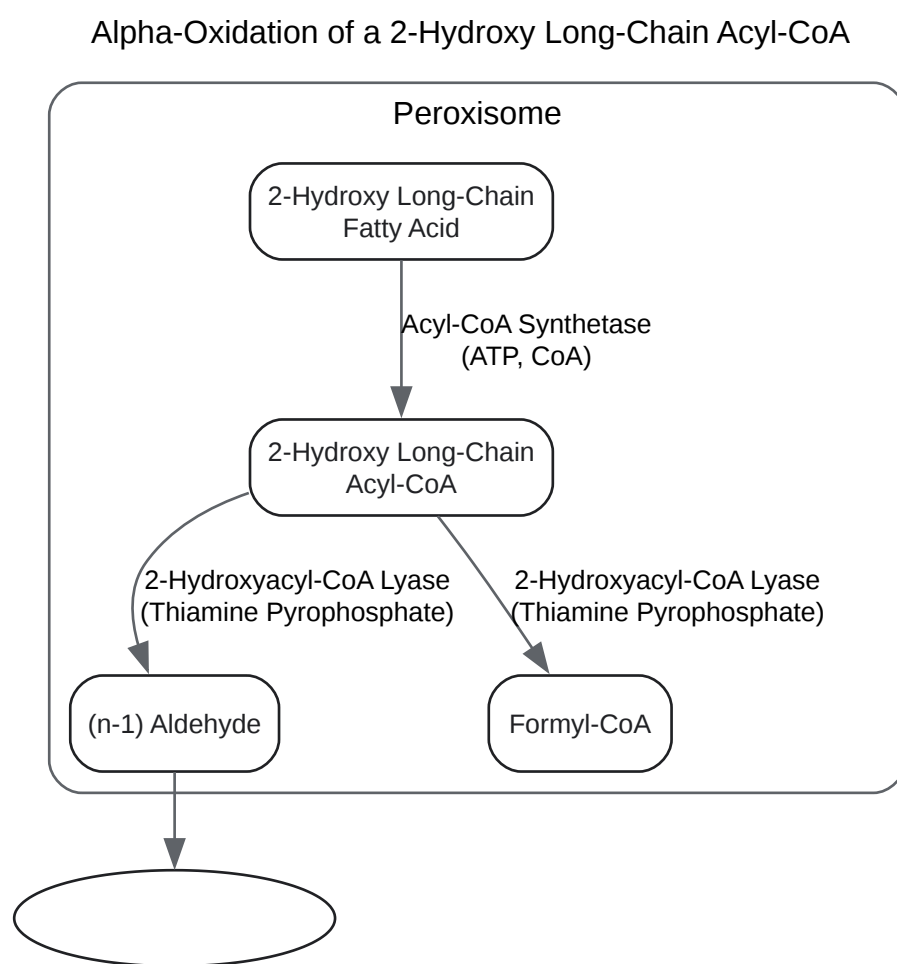 Alpha-Oxidation of a 2-Hydroxy Long-Chain Acyl-CoA
Peroxisome
2-Hydroxy Long-Chain
Fatty Acid
Acyl-CoA Synthetase
(ATP, CoA)
2-Hydroxy Long-Chain
Acyl-CoA
2-Hydroxyacyl-CoA Lyase
(Thiamine Pyrophosphate)
2-Hydroxyacyl-CoA Lyase
(Thiamine Pyrophosphate)
(n-1) Aldehyde
Formyl-CoA